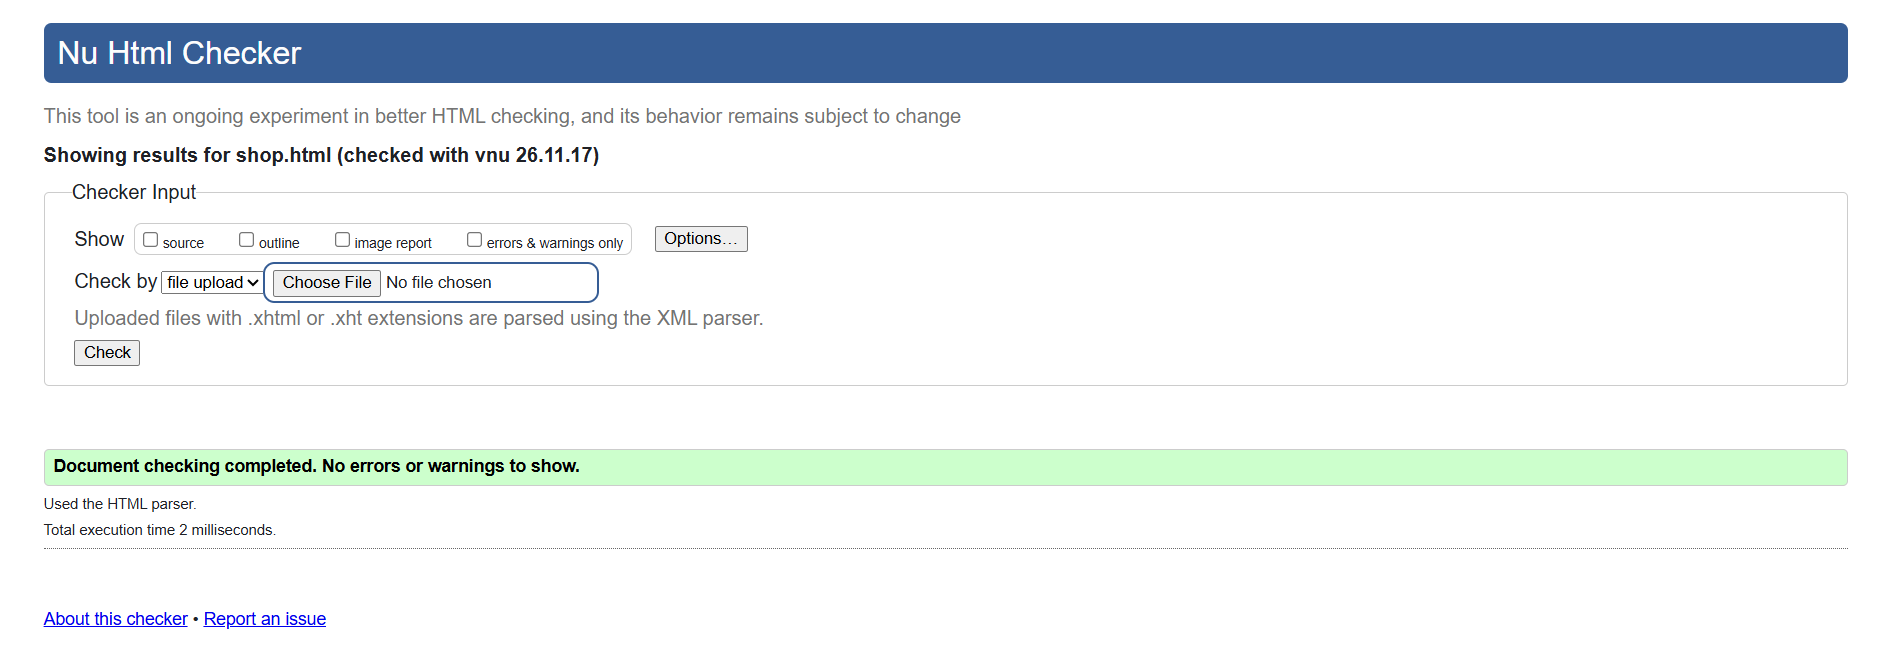 Nu Html Checker
This tool is an ongoing experiment in better HTML checking, and its behavior remains subject to change
Showing results for shop.html (checked with vnu 26.11.17)
Checker Input
Show source outline image report errors & warnings only Options...
Check by file upload Choose File No file chosen
Uploaded files with .xhtml or .xht extensions are parsed using the XML parser.
Check
Document checking completed. No errors or warnings to show.
Used the HTML parser.
Total execution time 2 milliseconds.
About this checker • Report an issue